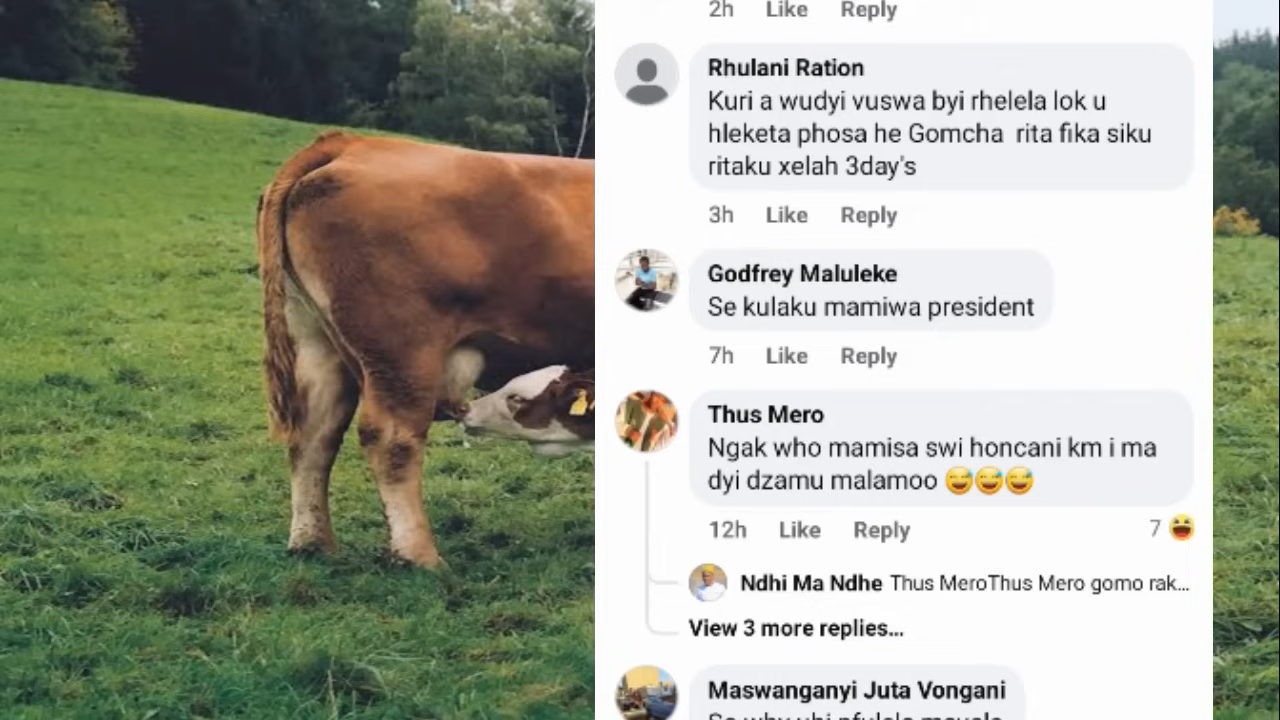 2h Like Reply
Rhulani Ration
Kuri a wudyi vuswa byi rhelela lok u
hleketa phosa he Gomcha rita fika siku
ritaku xelah 3day's
3h Like Reply
Godfrey Maluleke
Se kulaku mamiwa president
7h Like Reply
Thus Mero
Ngak who mamisa swi honcani km i ma
dyi dzamu malamoo 😅😅😅
12h Like Reply 7 😆
Ndhi Ma Ndhe Thus MeroThus Mero gomo rak...
View 3 more replies...
Maswanganyi Juta Vongani